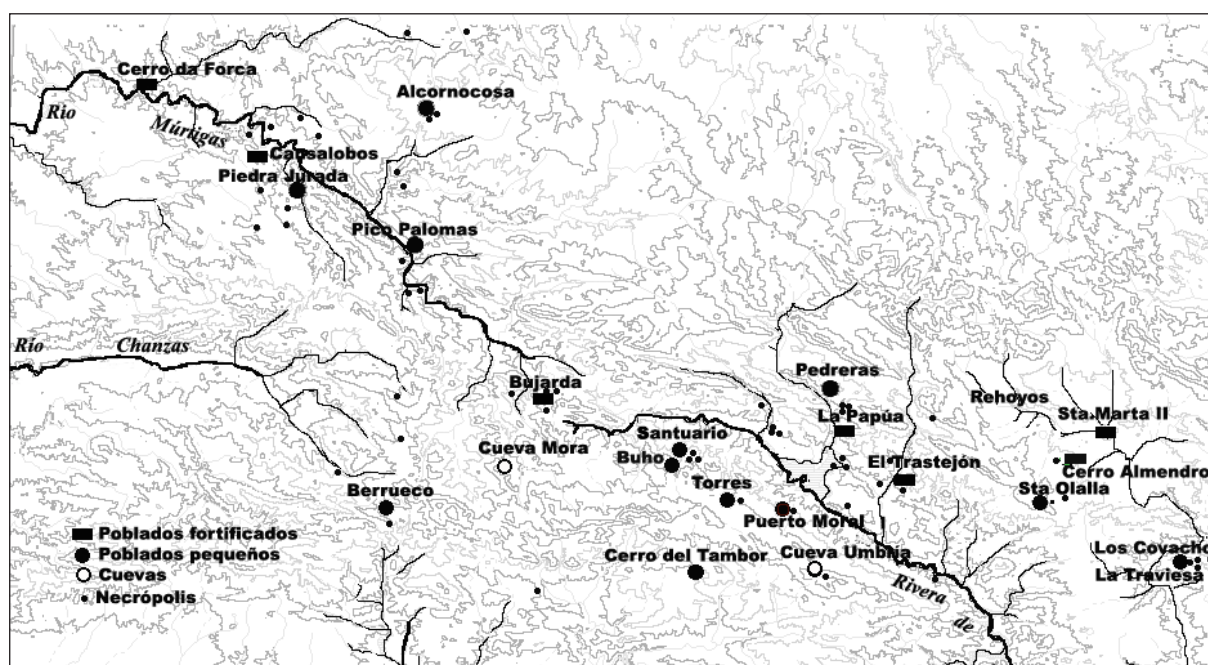 Cerro da Forca
Alcornocosa
Rio
Múrtigas
Capsalobos
Piedra Jurada
Pico Palomas
Río
Chanzas
Bujarda
Pedreras
Rehoyos
La Papúa
Sta Marta II
Santuario
Cueva Mora
Buho
El Trastejón
Cerro Almendro
Berrueco
Torres
Sta Olalla
Puerto Moral
Cerro del Tambor
Cueva Umbría
Los Covacho
La Traviesa
Rivera
de
Poblados fortificados
Poblados pequeños
Cuevas
Necrópolis